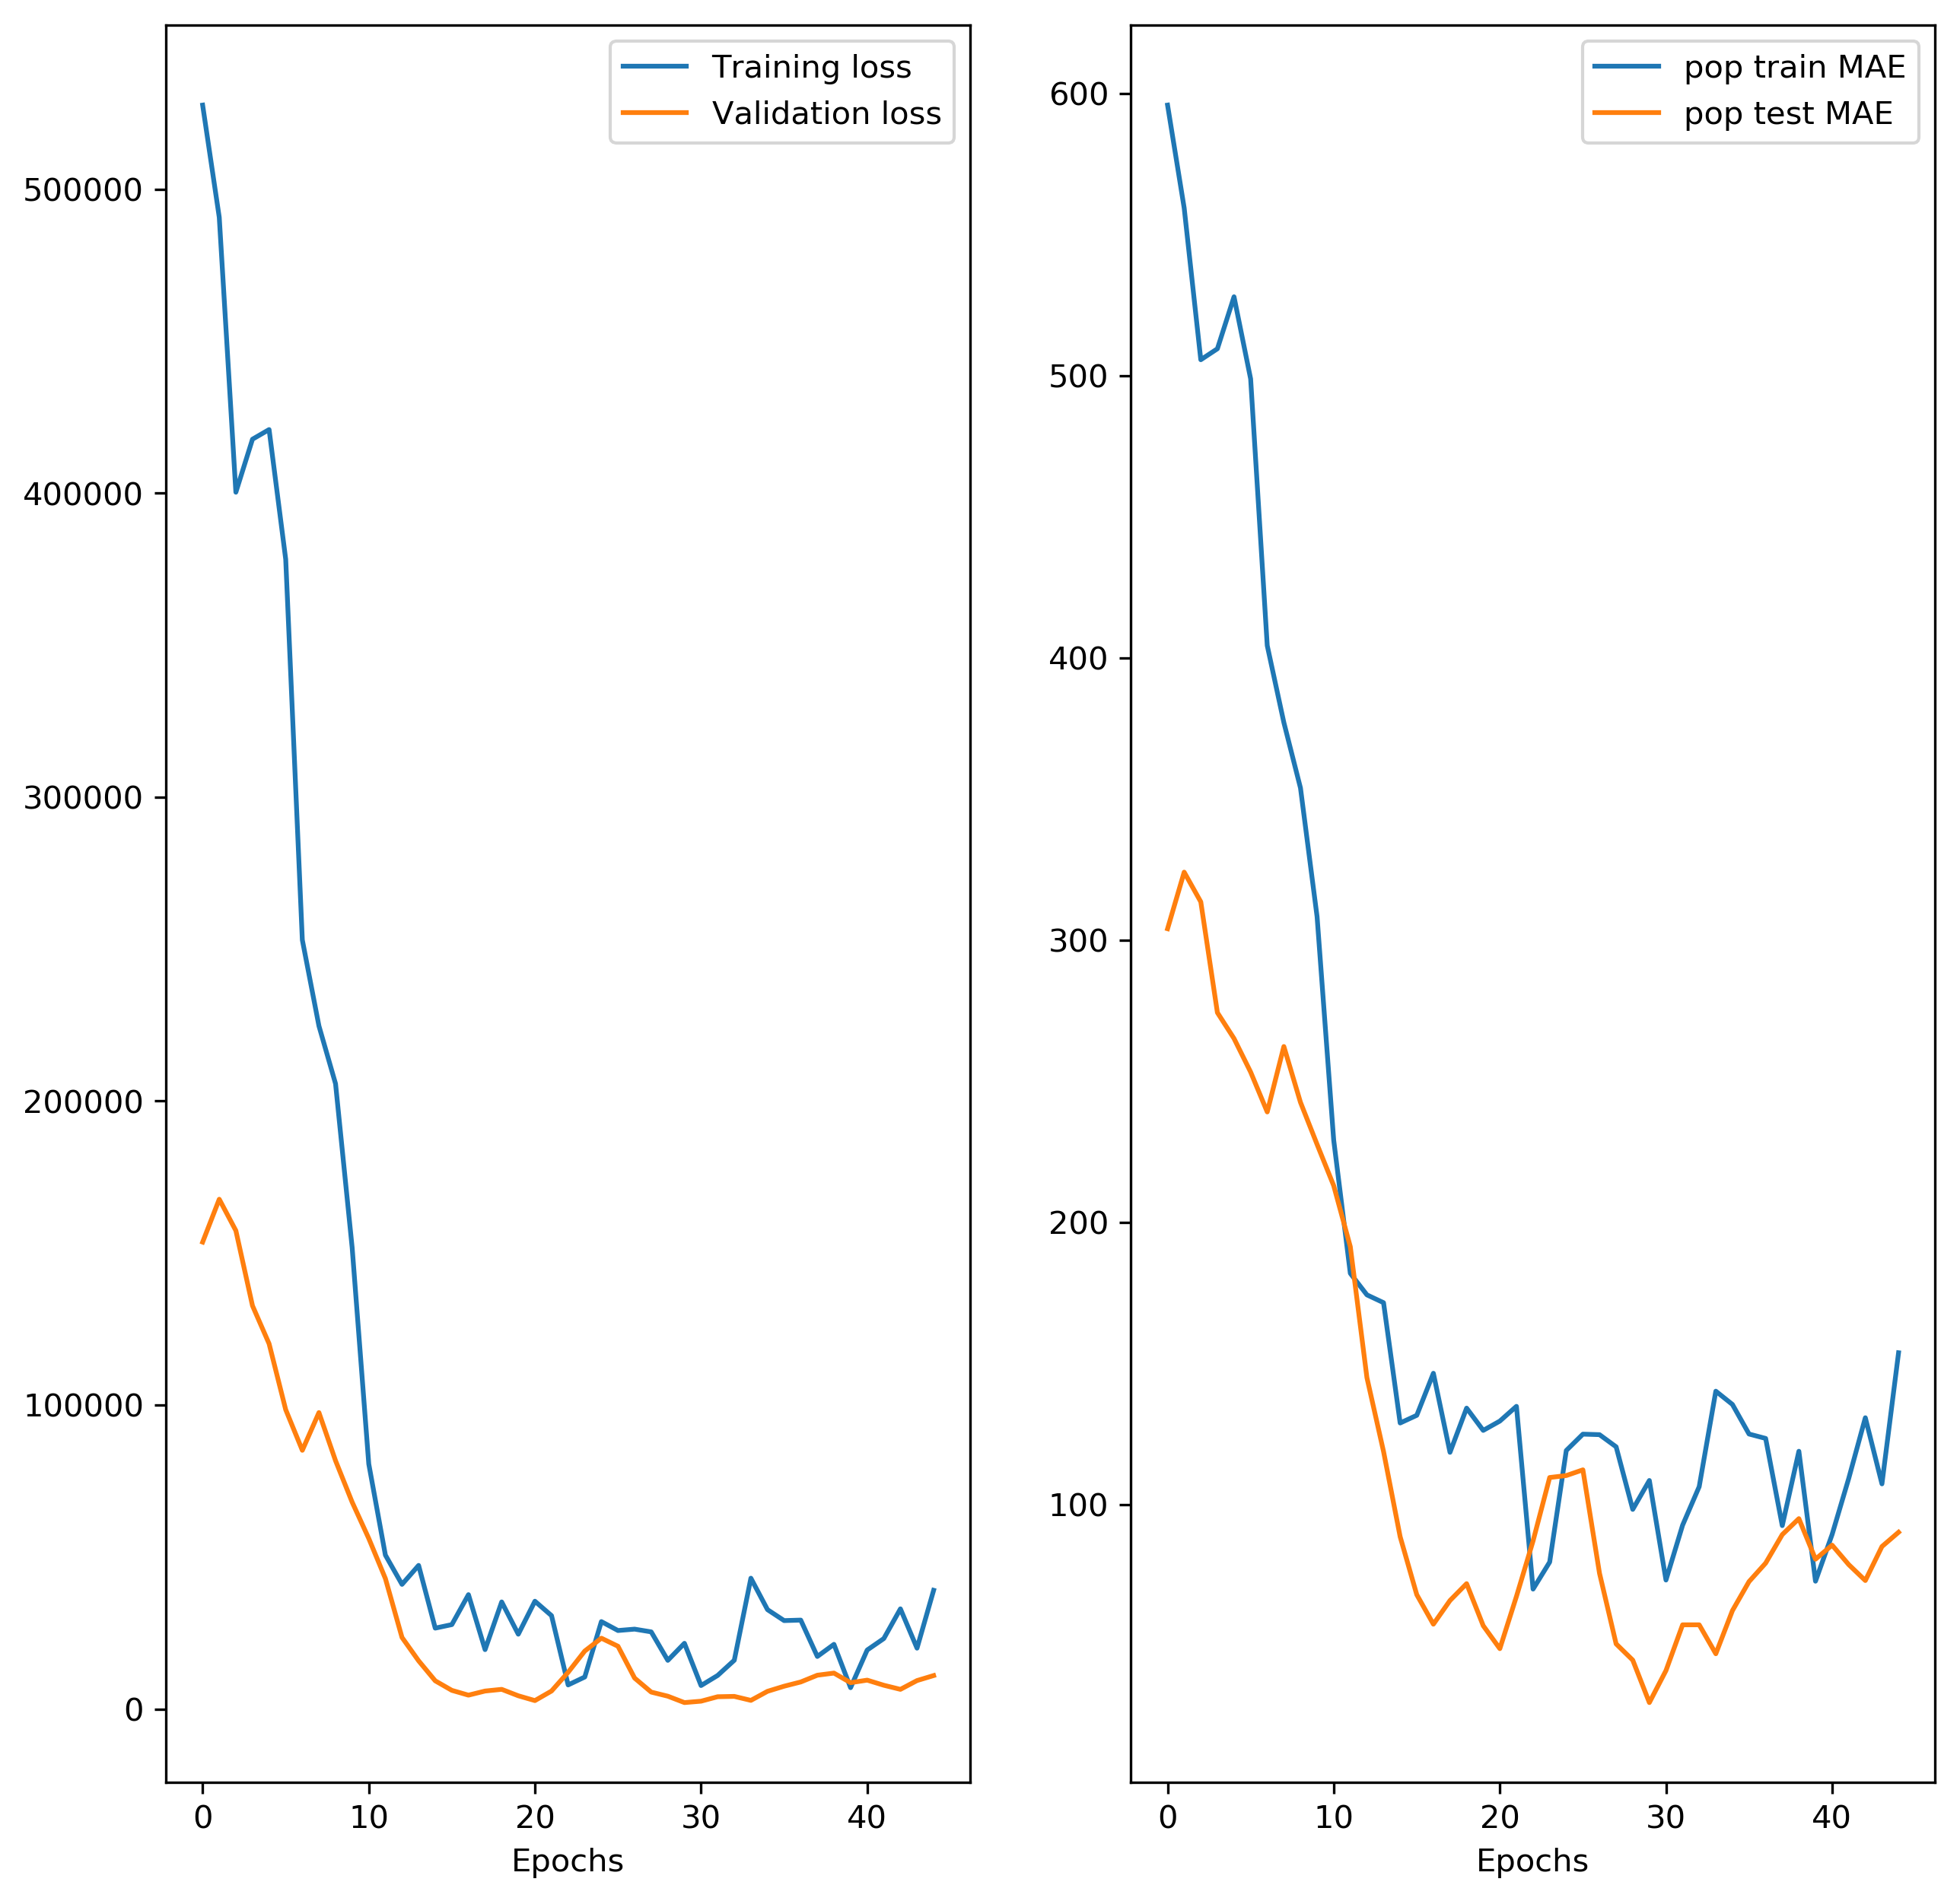 Training loss
Validation loss
500000
400000
300000
200000
100000
0
0 10 20 30 40
Epochs
pop train MAE
pop test MAE
600
500
400
300
200
100
0 10 20 30 40
Epochs